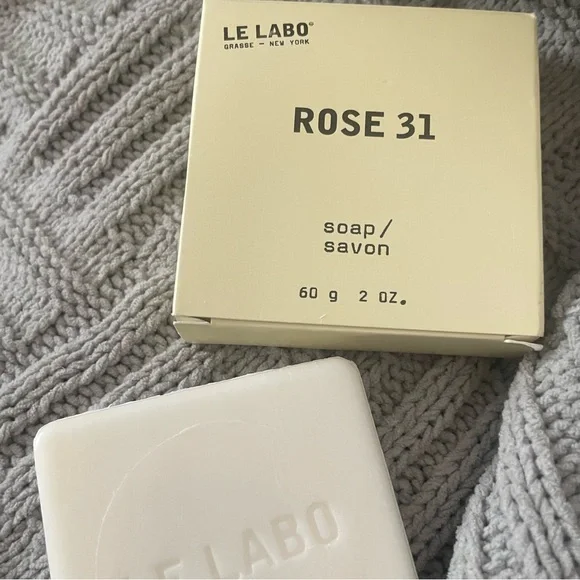 LE LABO®
GRASSE — NEW YORK
ROSE 31
soap/
savon
60 g 2 OZ.
LE LABO